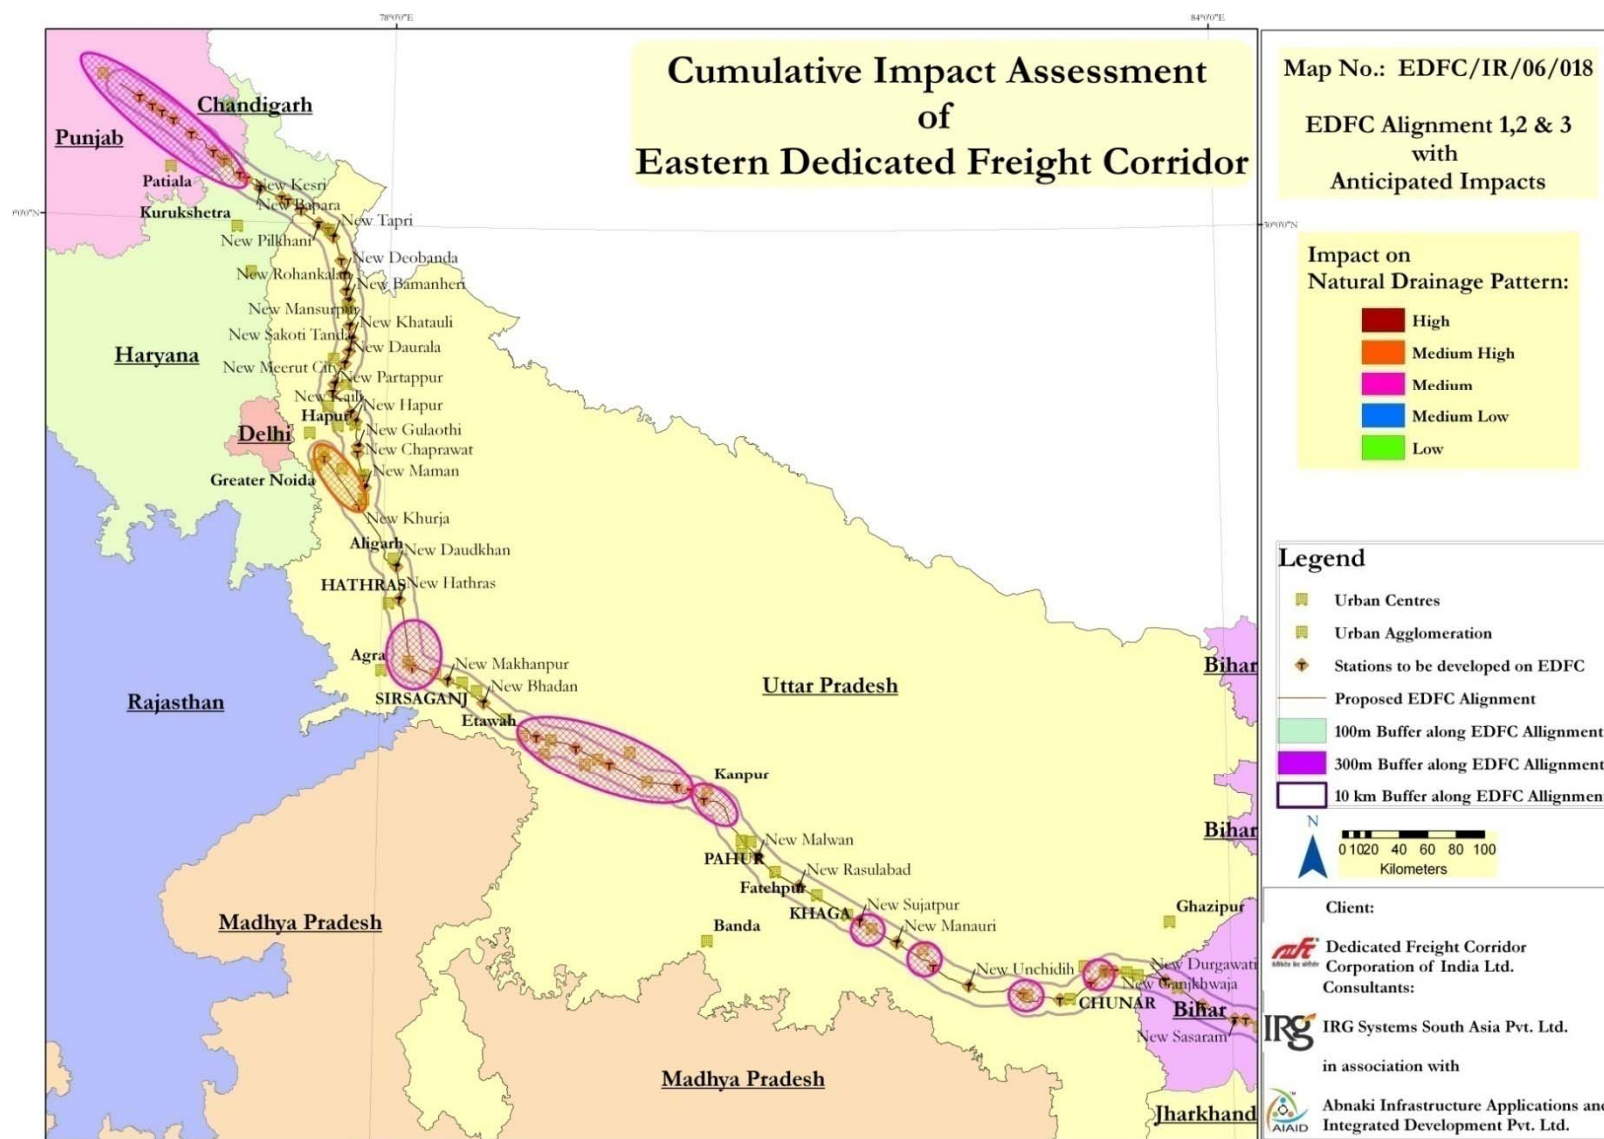 78°0'0"E
84°0'0"E
Cumulative Impact Assessment
of
Eastern Dedicated Freight Corridor
Map No.: EDFC/IR/06/018
EDFC Alignment 1,2 & 3
with
Anticipated Impacts
Impact on
Natural Drainage Pattern:
High
Medium High
Medium
Medium Low
Low
Legend
Urban Centres
Urban Agglomeration
Stations to be developed on EDFC
Proposed EDFC Alignment
100m Buffer along EDFC Allignment
300m Buffer along EDFC Allignment
10 km Buffer along EDFC Allignment
N
0 10 20 40 60 80 100
Kilometers
Client:
Dedicated Freight Corridor
Corporation of India Ltd.
Consultants:
IRG
IRG Systems South Asia Pvt. Ltd.
in association with
AIAID
Abnaki Infrastructure Applications and
Integrated Development Pvt. Ltd.
Chandigarh
Punjab
Patiala
New Kesri
Kurukshetra
New Bapara
New Tapri
0°0'0"N
30°0'0"N
New Pilkhani
New Deobanda
New Rohankalan
New Bamanheri
New Mansurpur
New Khatauli
New Sakoti Tanda
Haryana
New Daurala
New Meerut City
New Partappur
New Kaili
New Hapur
Hapur
Delhi
New Gulaothi
New Chaprawat
New Maman
Greater Noida
New Khurja
Aligarh
New Daudkhan
HATHRAS
New Hathras
Agra
New Makhanpur
Bihar
New Bhadan
Uttar Pradesh
SIRSAGANJ
Rajasthan
Etawah
Kanpur
Bihar
New Malwan
PAHUR
New Rasulabad
Fatehpur
New Sujatpur
KHAGA
Ghazipur
Madhya Pradesh
Banda
New Manauri
New Unchidih
New Durgawati
New Ganjkhwaja
CHUNAR
Bihar
New Sasaram
Madhya Pradesh
Jharkhand